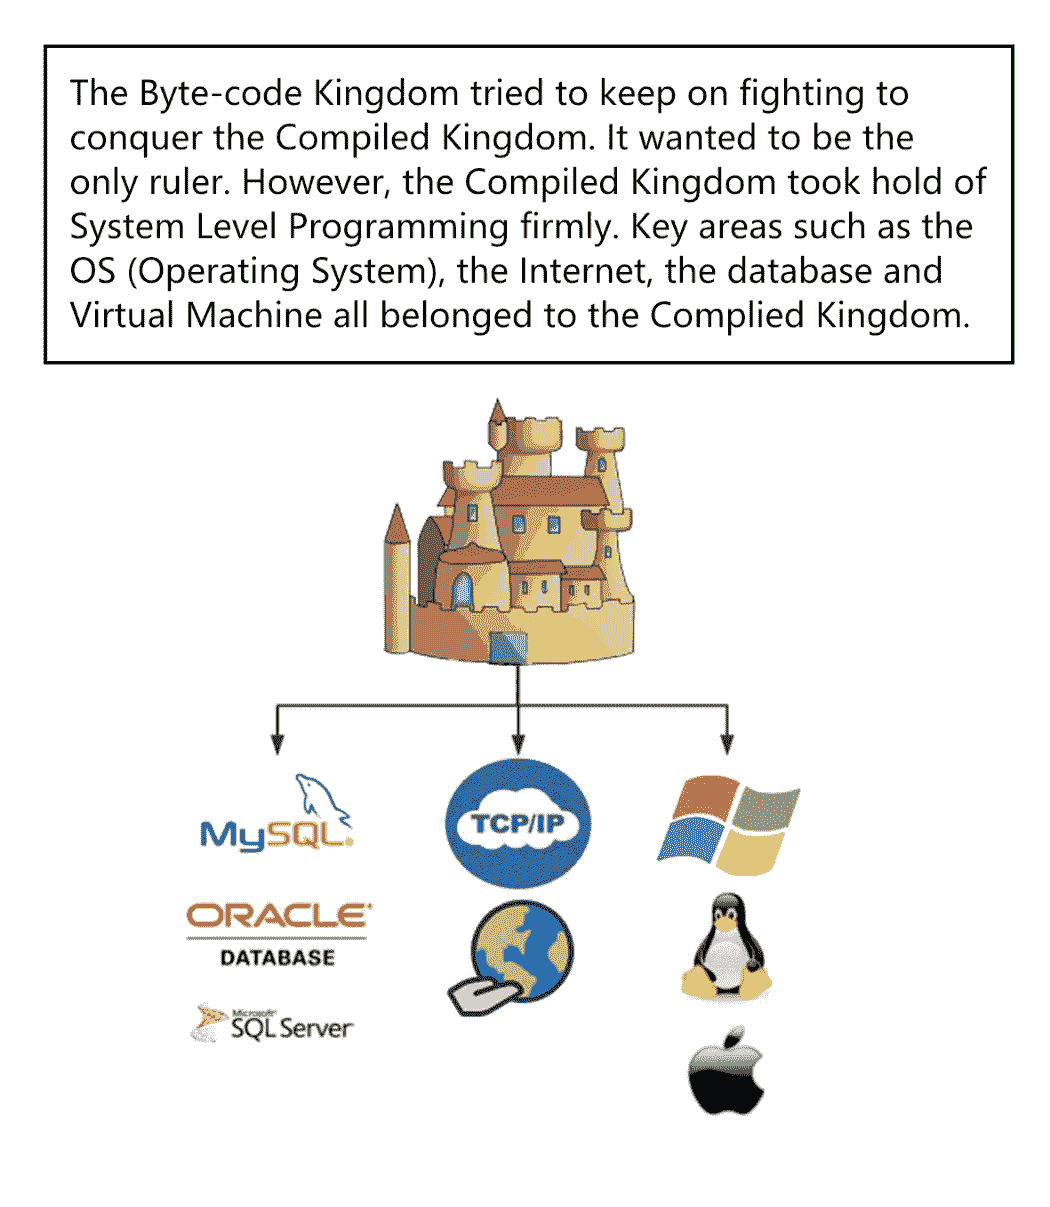 The Byte-code Kingdom tried to keep on fighting to
conquer the Compiled Kingdom. It wanted to be the
only ruler. However, the Compiled Kingdom took hold of
System Level Programming firmly. Key areas such as the
OS (Operating System), the Internet, the database and
Virtual Machine all belonged to the Complied Kingdom.
MySQL
TCP/IP
ORACLE
DATABASE
Microsoft
SQL Server